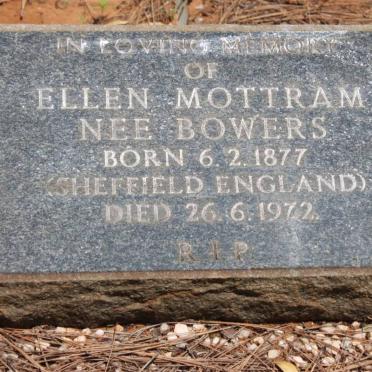 IN LOVING MEMORY
OF
ELLEN MOTTRAM
NEE BOWERS
BORN 6.2.1877
(SHEFFIELD ENGLAND)
DIED 26.6.1972.
R.I.P.